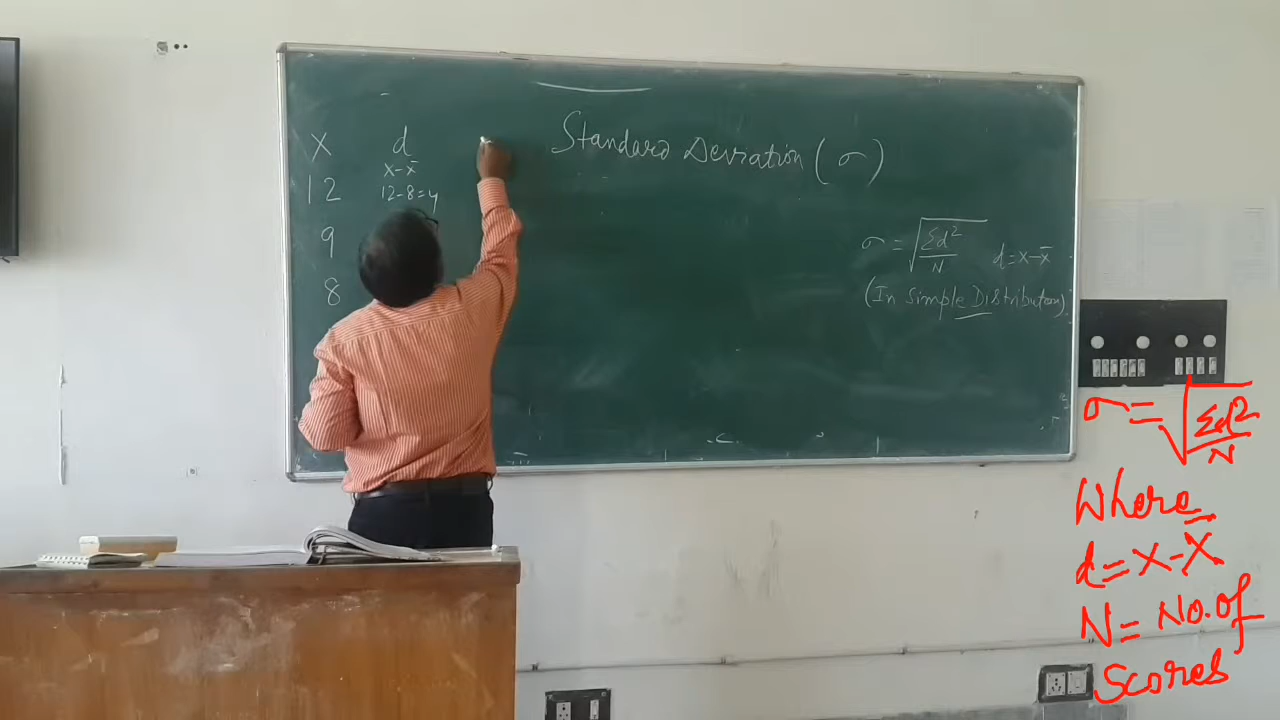 X d
x-x̄
12 12-8=4
9
8
Standard Deviation (σ)
σ = √Σd²/N d=x-x̄
(In Simple Distribution)
σ = √Σd²/N
Where
d = X-X̄
N = No. of
Scores